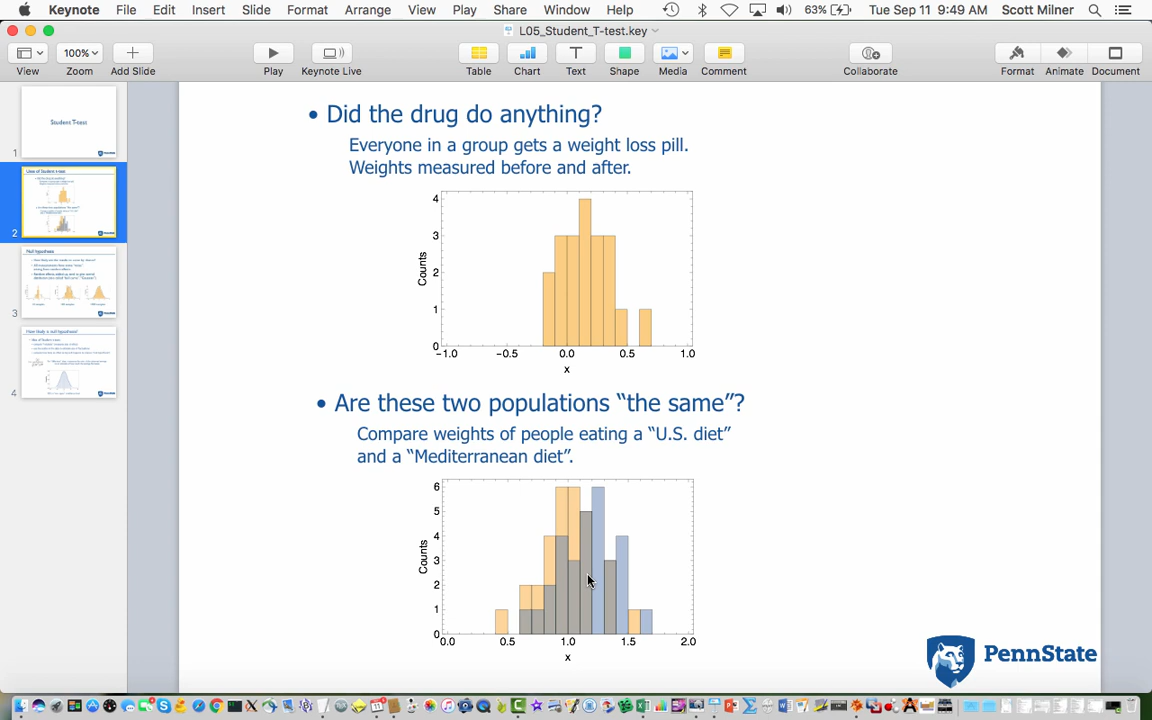 Keynote File Edit Insert Slide Format Arrange View Play Share Window Help 63% Tue Sep 11 9:49 AM Scott Milner
L05_Student_T-test.key
100%
View Zoom Add Slide Play Keynote Live Table Chart Text Shape Media Comment Collaborate Format Animate Document
Student T-test
1
2
Null hypothesis
3
4
• Did the drug do anything?
Everyone in a group gets a weight loss pill.
Weights measured before and after.
4
3
2
1
0
Counts
-1.0 -0.5 0.0 0.5 1.0
x
• Are these two populations “the same”?
Compare weights of people eating a “U.S. diet”
and a “Mediterranean diet”.
6
5
4
3
2
1
0
Counts
0.0 0.5 1.0 1.5 2.0
x
PennState